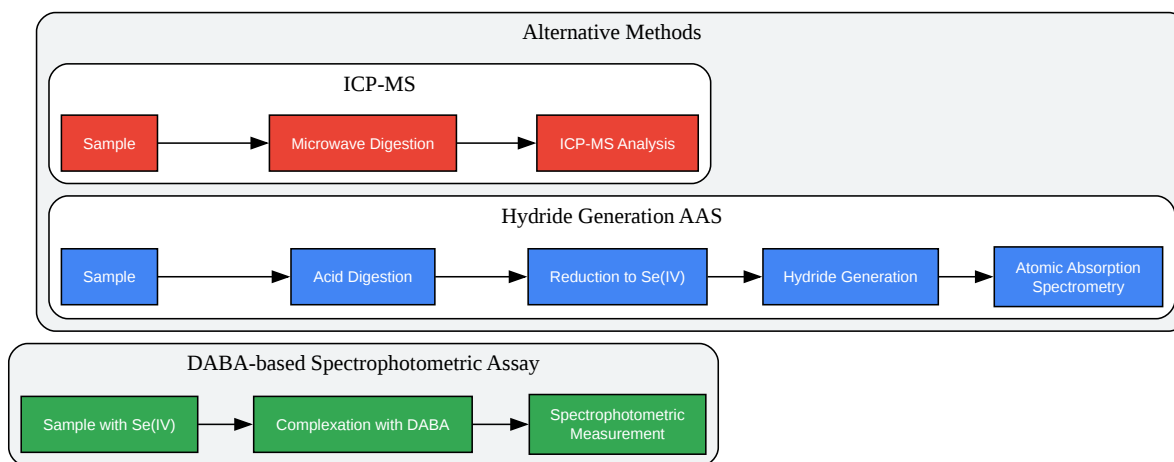 Alternative Methods
ICP-MS
Sample
Microwave Digestion
ICP-MS Analysis
Hydride Generation AAS
Sample
Acid Digestion
Reduction to Se(IV)
Hydride Generation
Atomic Absorption
Spectrometry
DABA-based Spectrophotometric Assay
Sample with Se(IV)
Complexation with DABA
Spectrophotometric
Measurement